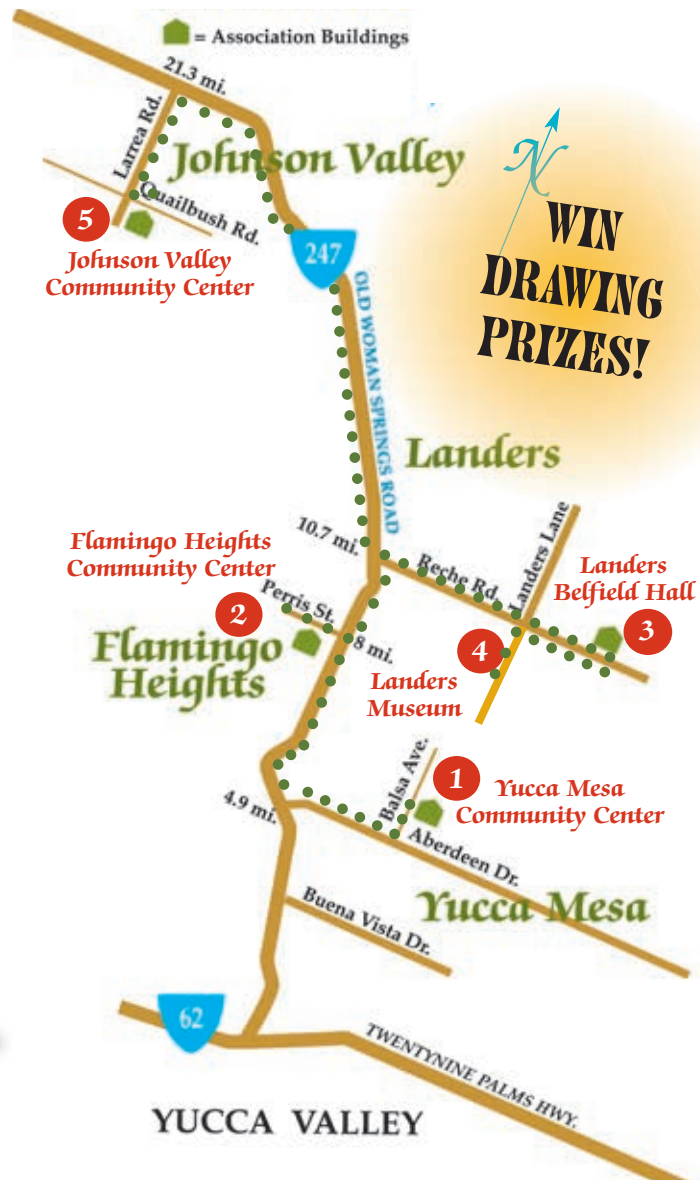 = Association Buildings
21.3 mi.
Larrea Rd.
Johnson Valley
Quailbush Rd.
5
Johnson Valley
Community Center
247
OLD WOMAN SPRINGS ROAD
N
WIN
DRAWING
PRIZES!
Landers
10.7 mi.
Reche Rd.
Landers Lane
Landers
Belfield Hall
3
Flamingo Heights
Community Center
2
Perris St.
8 mi.
Flamingo
Heights
4
Landers
Museum
4.9 mi.
Balsa Ave.
1
Yucca Mesa
Community Center
Aberdeen Dr.
Yucca Mesa
Buena Vista Dr.
62
TWENTYNINE PALMS HWY.
YUCCA VALLEY